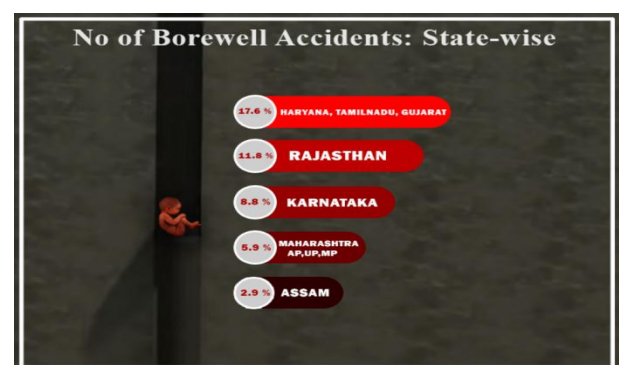 No of Borewell Accidents: State-wise
17.6 % HARYANA, TAMILNADU, GUJARAT
11.8 % RAJASTHAN
8.8 % KARNATAKA
5.9 % MAHARASHTRA
AP,UP,MP
2.9 % ASSAM